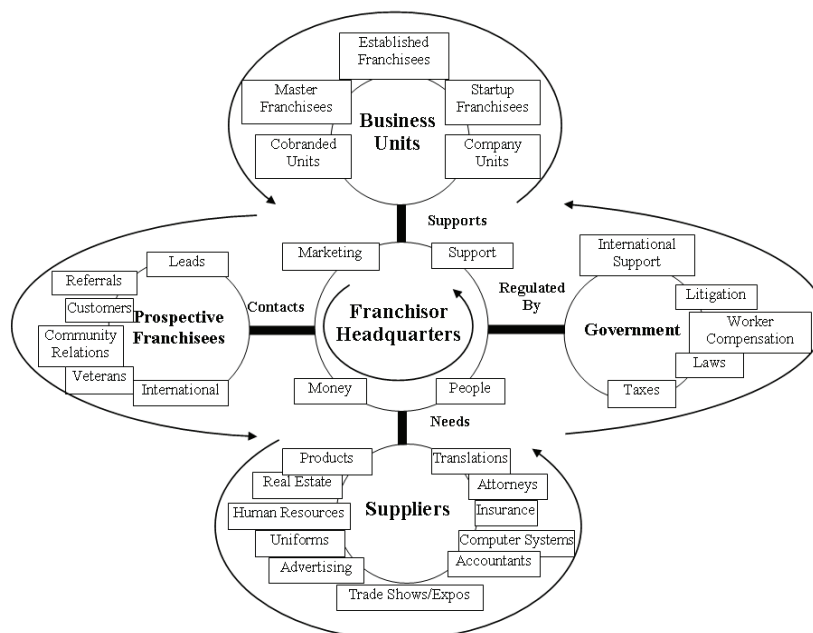 Established
Franchisees
Master
Franchisees
Startup
Franchisees
Business
Units
Cobranded
Units
Company
Units
Supports
Marketing
Support
International
Support
Leads
Referrals
Customers
Community
Relations
Veterans
International
Prospective
Franchisees
Contacts
Franchisor
Headquarters
Regulated
By
Government
Litigation
Worker
Compensation
Laws
Taxes
Money
People
Needs
Products
Translations
Real Estate
Attorneys
Human Resources
Suppliers
Insurance
Uniforms
Computer Systems
Advertising
Accountants
Trade Shows/Expos